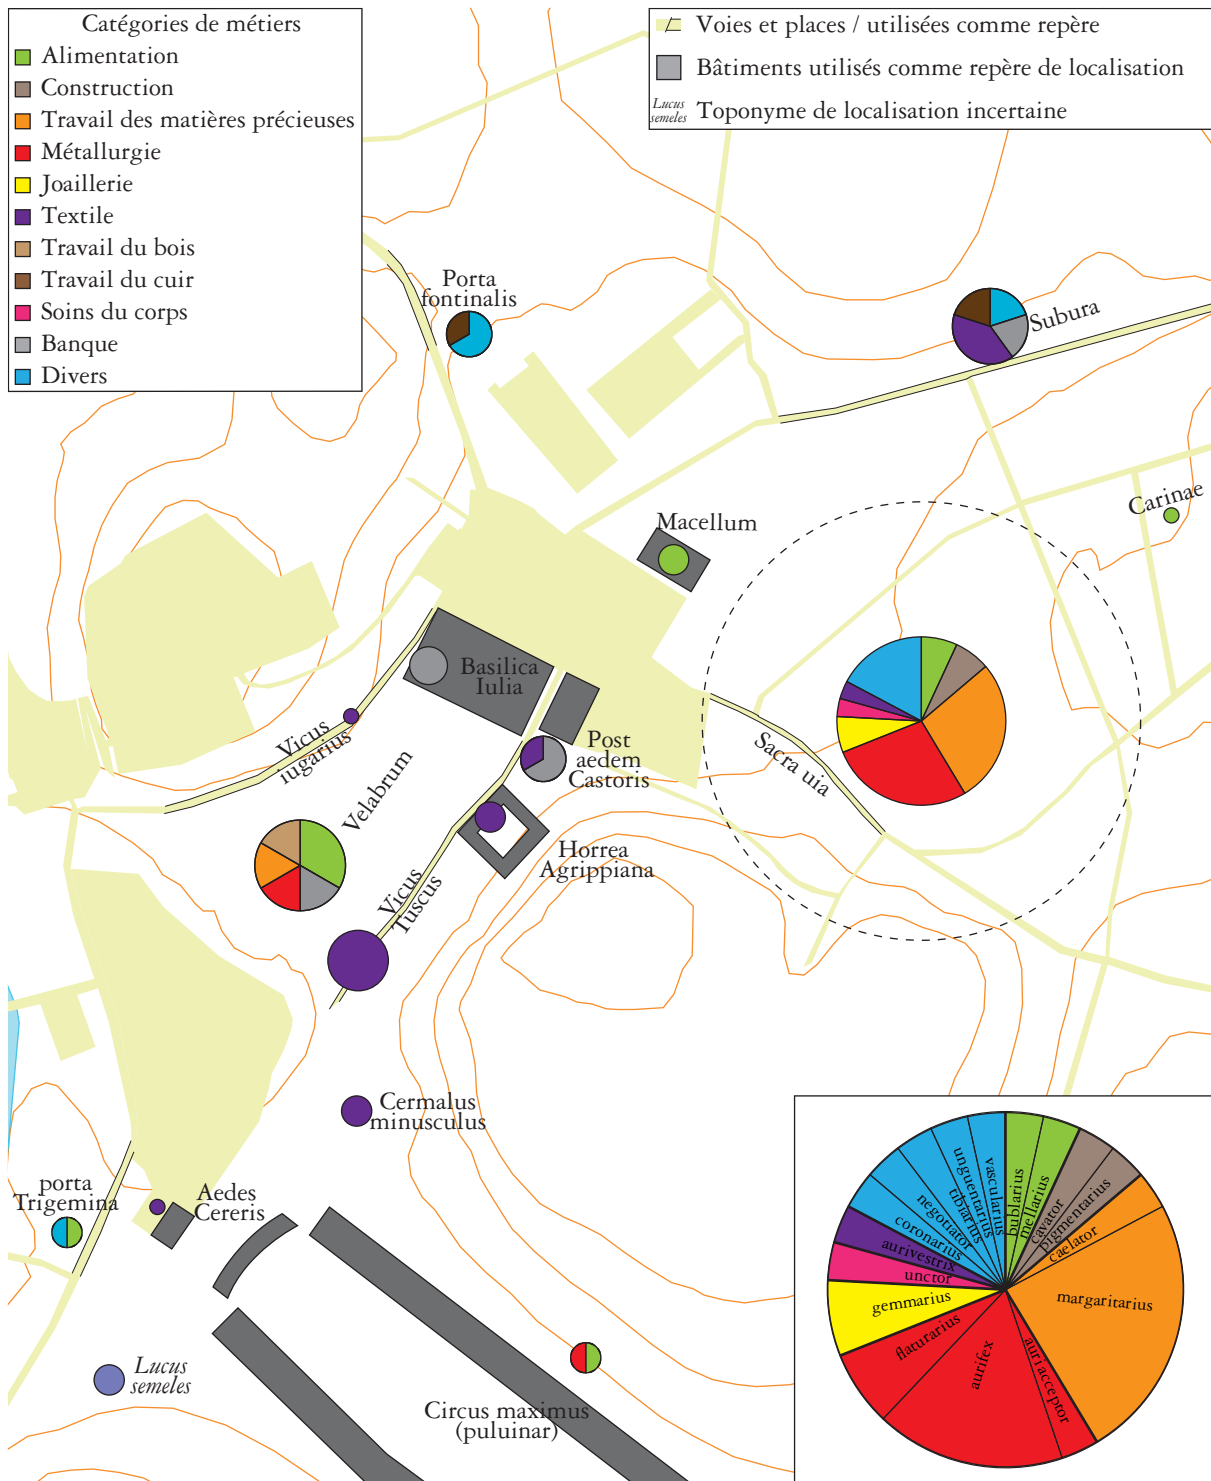 Catégories de métiers
Alimentation
Construction
Travail des matières précieuses
Métallurgie
Joaillerie
Textile
Travail du bois
Travail du cuir
Soins du corps
Banque
Divers
Voies et places / utilisées comme repère
Bâtiments utilisés comme repère de localisation
Lucus
semeles
Toponyme de localisation incertaine
Porta
fontinalis
Subura
Carinae
Macellum
Basilica
Iulia
Vicus
iugarius
Post
aedem
Castoris
Sacra uia
Velabrum
Horrea
Agrippiana
Vicus
Tuscus
Cermalus
minusculus
porta
Trigemina
Aedes
Cereris
Lucus
semeles
Circus maximus
(puluinar)
bublarius
mellarius
cavator
pigmentarius
caelator
margaritarius
auriacceptor
aurifex
flaturarius
gemmarius
unctor
aurivestrix
coronarius
negotiator
tibiarius
unguentarius
vascularius